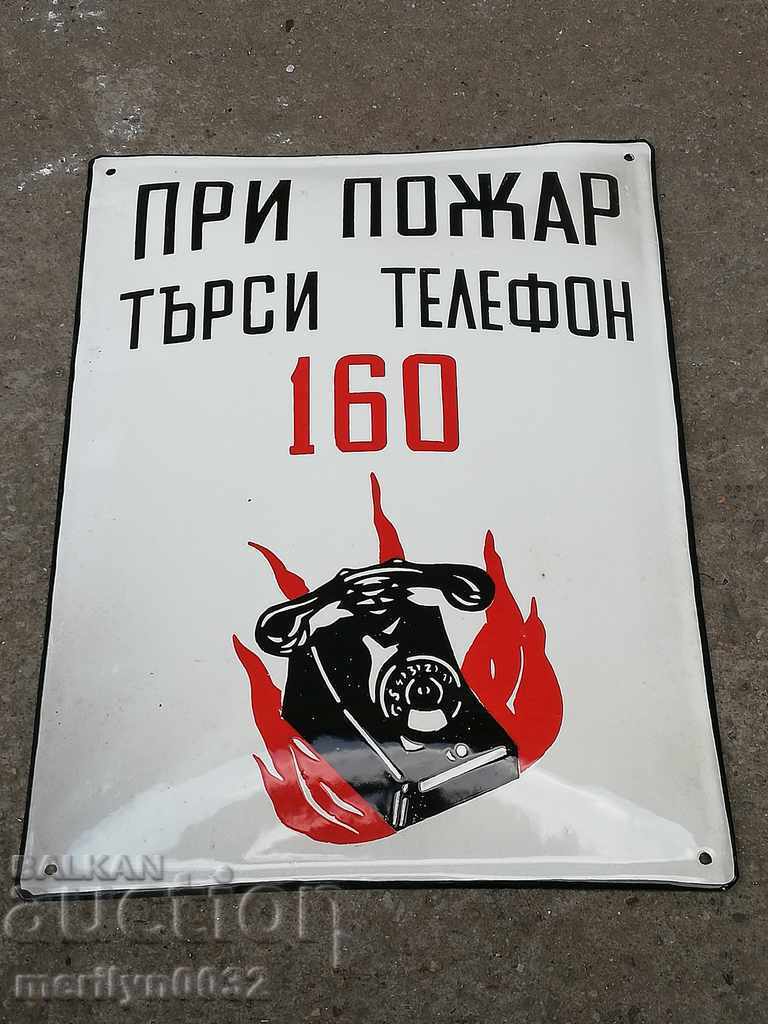 ПРИ ПОЖАР
ТЪРСИ ТЕЛЕФОН
160
BALKAN
auction
merilyn0032